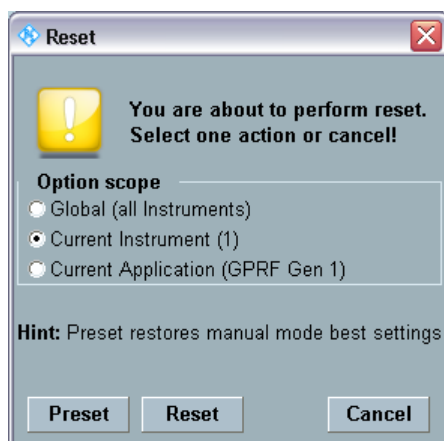 Reset
You are about to perform reset.
Select one action or cancel!
Option scope
Global (all Instruments)
Current Instrument (1)
Current Application (GPRF Gen 1)
Hint: Preset restores manual mode best settings
Preset Reset Cancel